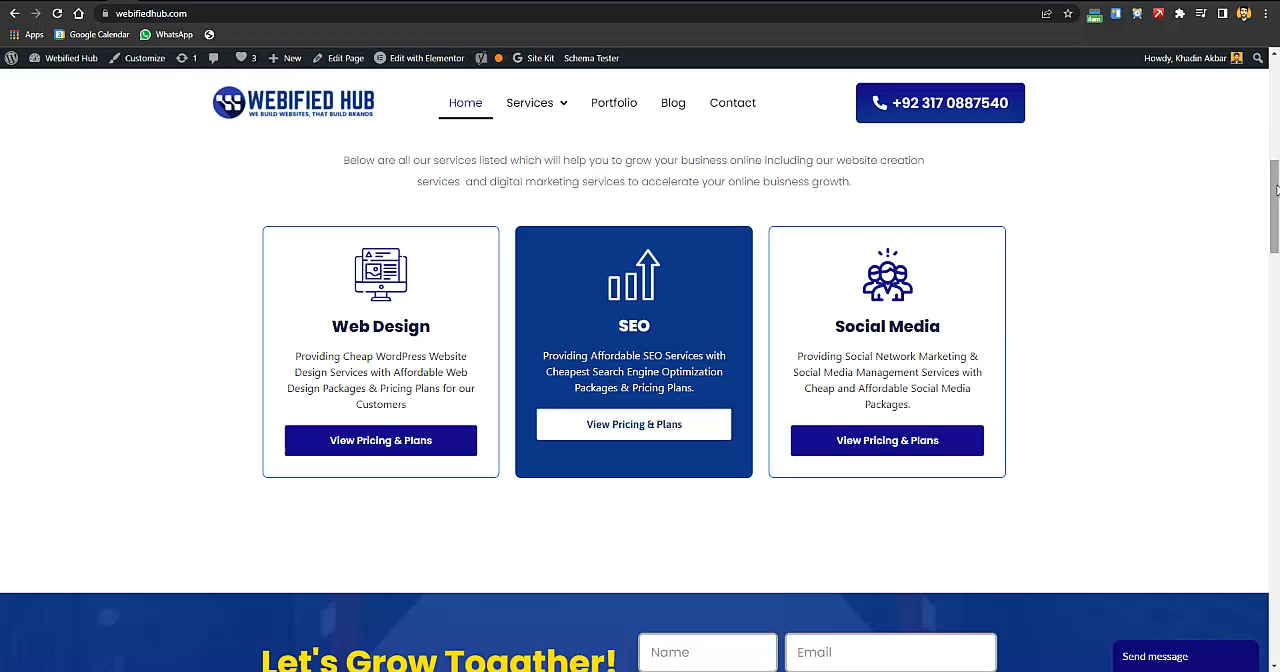 webifiedhub.com
4am
Apps
Google Calendar
WhatsApp
Webified Hub
Customize
1
3
New
Edit Page
Edit with Elementor
Site Kit
Schema Tester
Howdy, Khadin Akbar
WEBIFIED HUB
WE BUILD WEBSITES, THAT BUILD BRANDS
Home
Services
Portfolio
Blog
Contact
+92 317 0887540
Below are all our services listed which will help you to grow your business online including our website creation
services and digital marketing services to accelerate your online buisness growth.
Web Design
Providing Cheap WordPress Website
Design Services with Affordable Web
Design Packages & Pricing Plans for our
Customers
View Pricing & Plans
SEO
Providing Affordable SEO Services with
Cheapest Search Engine Optimization
Packages & Pricing Plans.
View Pricing & Plans
Social Media
Providing Social Network Marketing &
Social Media Management Services with
Cheap and Affordable Social Media
Packages.
View Pricing & Plans
Let's Grow Togather!
Name
Email
Send message